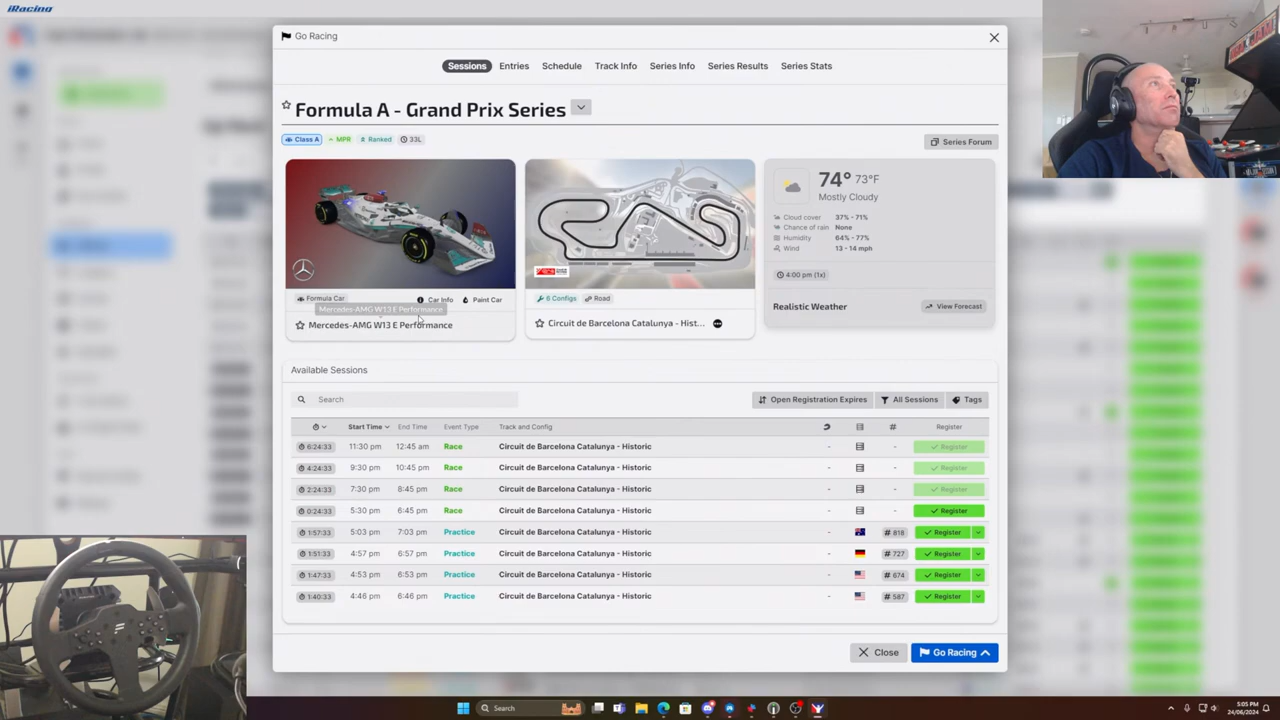 iRacing
Go Racing
Sessions Entries Schedule Track Info Series Info Series Results Series Stats
Formula A - Grand Prix Series
Class A MPR Ranked 33L
Series Forum
74° 73°F
Mostly Cloudy
Cloud cover 37% - 71%
Chance of rain None
Humidity 64% - 77%
Wind 13 - 14 mph
4:00 pm (1x)
Realistic Weather View Forecast
Formula Car Car Info Paint Car
Mercedes-AMG W13 E Performance
Mercedes-AMG W13 E Performance
6 Configs Road
Circuit de Barcelona Catalunya - Hist...
Available Sessions
Search Open Registration Expires All Sessions Tags
Start Time End Time Event Type Track and Config # Register
6:24:33 11:30 pm 12:45 am Race Circuit de Barcelona Catalunya - Historic - - Register
4:24:33 9:30 pm 10:45 pm Race Circuit de Barcelona Catalunya - Historic - - Register
2:24:33 7:30 pm 8:45 pm Race Circuit de Barcelona Catalunya - Historic - - Register
0:24:33 5:30 pm 6:45 pm Race Circuit de Barcelona Catalunya - Historic - - Register
1:57:33 5:03 pm 7:03 pm Practice Circuit de Barcelona Catalunya - Historic - # 818 Register
1:51:33 4:57 pm 6:57 pm Practice Circuit de Barcelona Catalunya - Historic - # 727 Register
1:47:33 4:53 pm 6:53 pm Practice Circuit de Barcelona Catalunya - Historic - # 674 Register
1:40:33 4:46 pm 6:46 pm Practice Circuit de Barcelona Catalunya - Historic - # 587 Register
Close Go Racing
Search
5:05 PM
24/06/2024